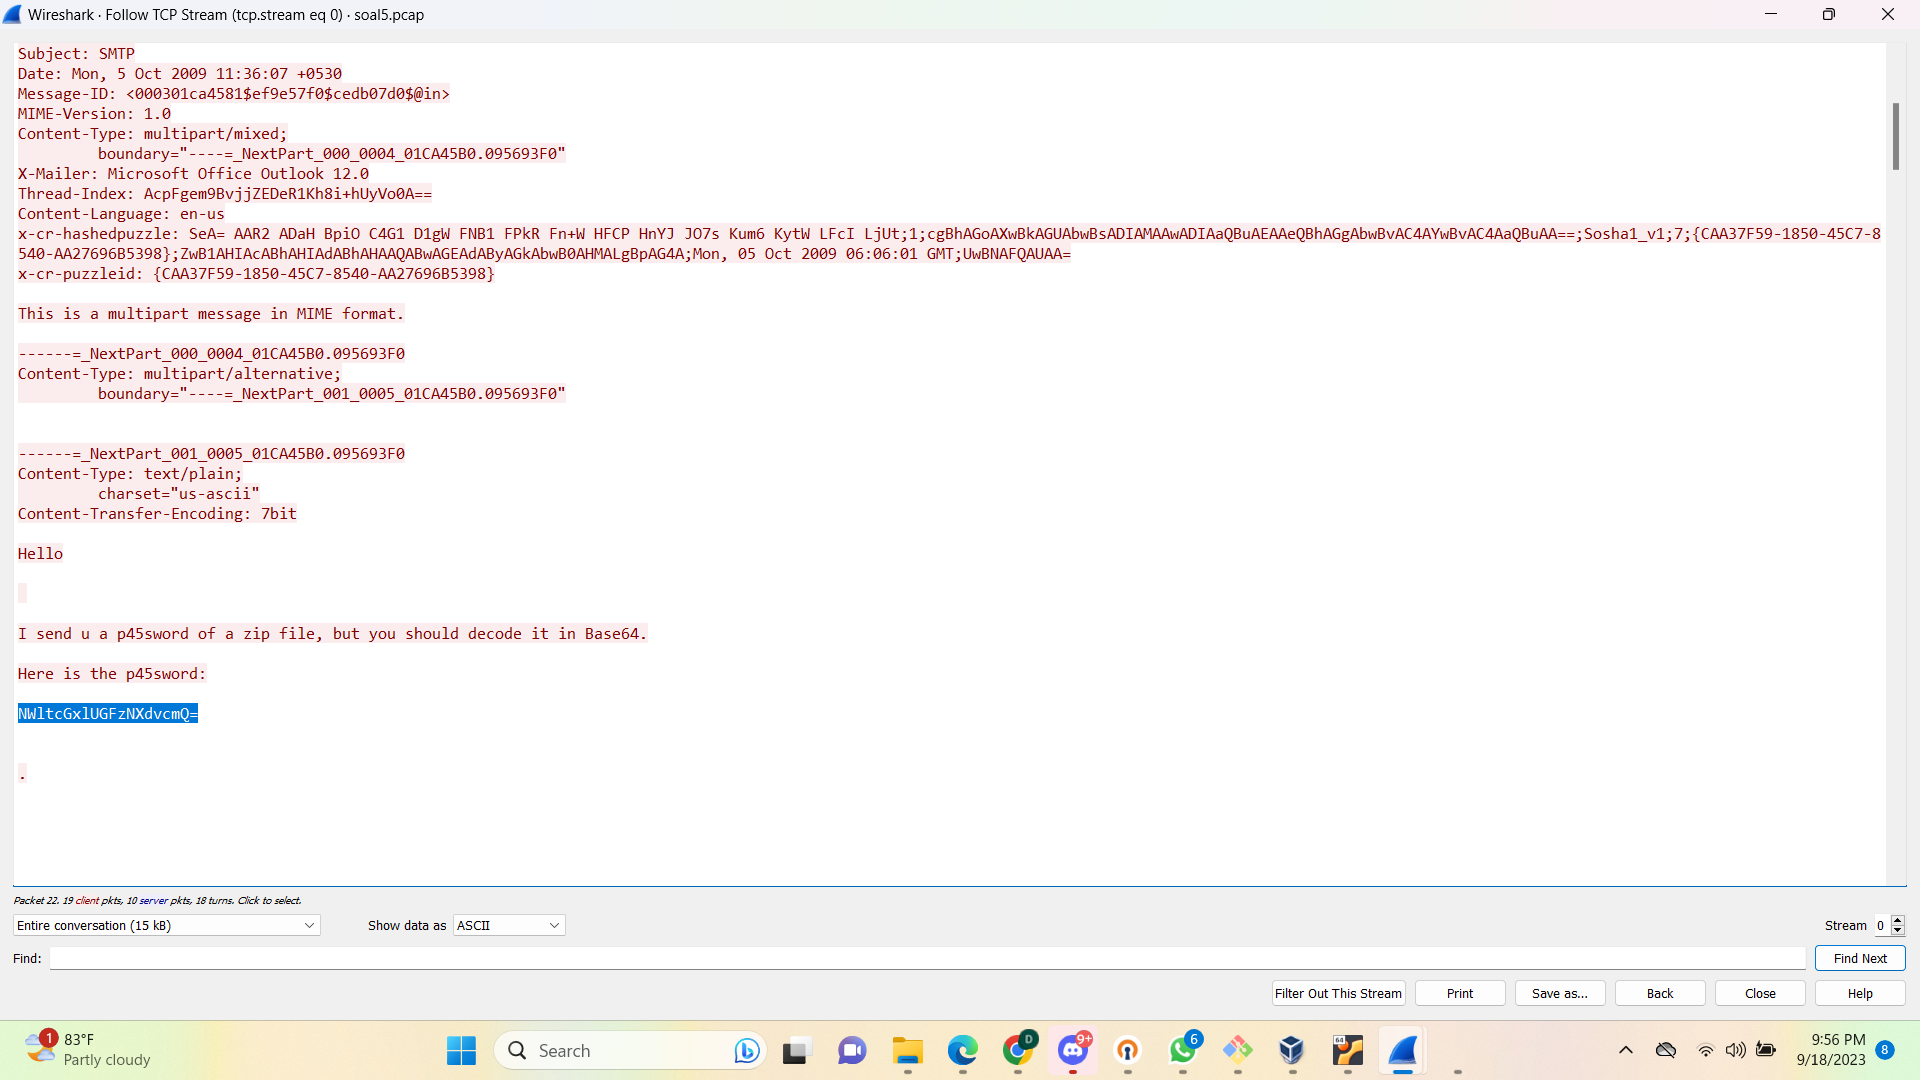 Wireshark · Follow TCP Stream (tcp.stream eq 0) · soal5.pcap
Subject: SMTP
Date: Mon, 5 Oct 2009 11:36:07 +0530
Message-ID: <000301ca4581$ef9e57f0$cedb07d0$@in>
MIME-Version: 1.0
Content-Type: multipart/mixed;
boundary="----=_NextPart_000_0004_01CA45B0.095693F0"
X-Mailer: Microsoft Office Outlook 12.0
Thread-Index: AcpFgem9BvjjZEDeR1Kh8i+hUyVo0A==
Content-Language: en-us
x-cr-hashedpuzzle: SeA= AAR2 ADaH BpiO C4G1 D1gW FNB1 FPkR Fn+W HFCP HnYJ JO7s Kum6 KytW LFcI LjUt;1;cgBhAGoAXwBkAGUAbwBsADIAMAAwADIAaQBuAEAAeQBhAGgAbwBvAC4AYwBvAC4AaQBuAA==;Sosha1_v1;7;{CAA37F59-1850-45C7-8
540-AA27696B5398};ZwB1AHIAcABhAHIAdABhAHAAQABwAGEAdAByAGkAbwB0AHMALgBpAG4A;Mon, 05 Oct 2009 06:06:01 GMT;UwBNAFQAUAA=
x-cr-puzzleid: {CAA37F59-1850-45C7-8540-AA27696B5398}
This is a multipart message in MIME format.
------=_NextPart_000_0004_01CA45B0.095693F0
Content-Type: multipart/alternative;
boundary="----=_NextPart_001_0005_01CA45B0.095693F0"
------=_NextPart_001_0005_01CA45B0.095693F0
Content-Type: text/plain;
charset="us-ascii"
Content-Transfer-Encoding: 7bit
Hello
I send u a p45sword of a zip file, but you should decode it in Base64.
Here is the p45sword:
NWltcGxlUGFzNXdvcmQ=
.
Packet 22. 19 client pkts, 10 server pkts, 18 turns. Click to select.
Entire conversation (15 kB) Show data as ASCII Stream 0
Find: Find Next
Filter Out This Stream Print Save as... Back Close Help
1 83°F
Partly cloudy
Search
D
9+
6
64
9:56 PM
9/18/2023
8